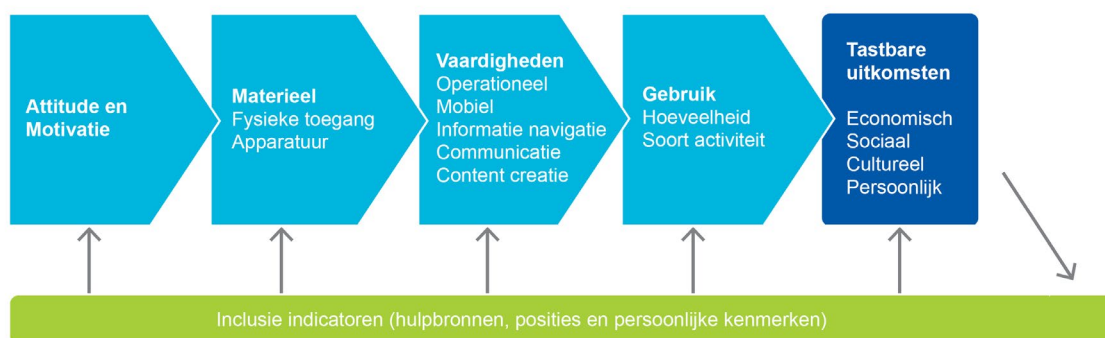 Attitude en
Motivatie
Materieel
Fysieke toegang
Apparatuur
Vaardigheden
Operationeel
Mobiel
Informatie navigatie
Communicatie
Content creatie
Gebruik
Hoeveelheid
Soort activiteit
Tastbare
uitkomsten
Economisch
Sociaal
Cultureel
Persoonlijk
Inclusie indicatoren (hulpbronnen, posities en persoonlijke kenmerken)